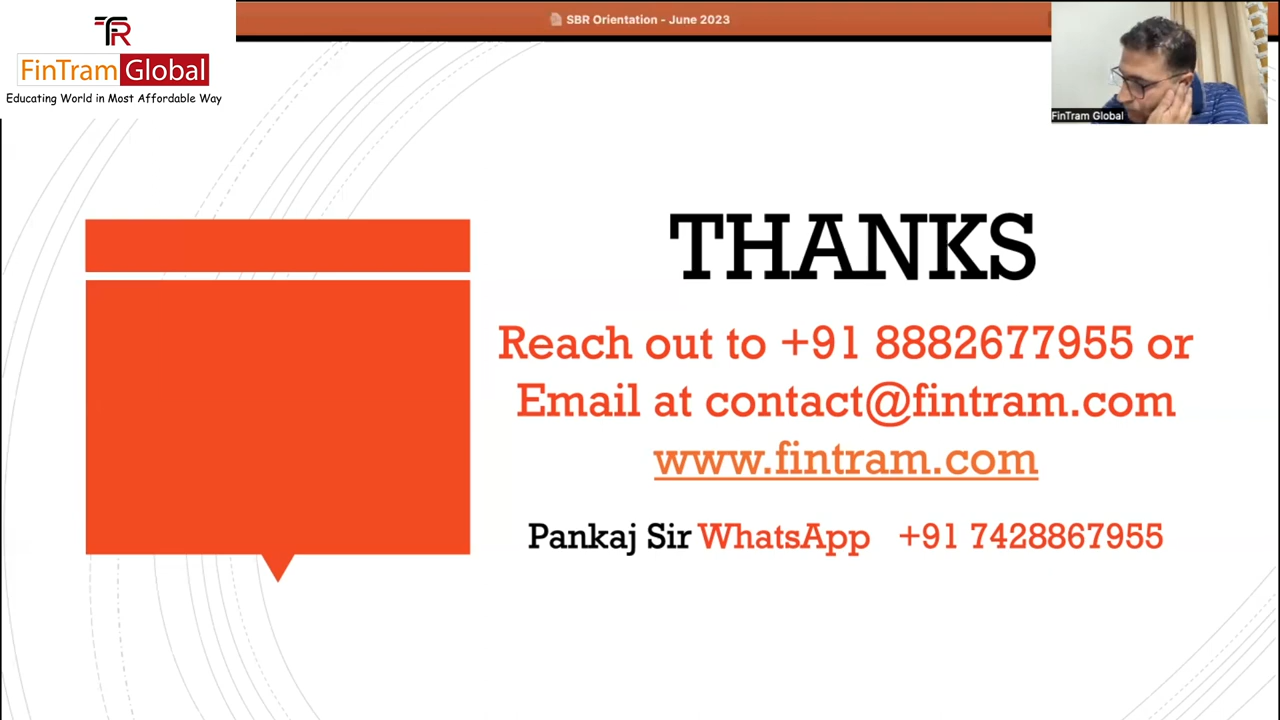 SBR Orientation - June 2023
TR
FinTram Global
Educating World in Most Affordable Way
FinTram Global
THANKS
Reach out to +91 8882677955 or
Email at contact@fintram.com
www.fintram.com
Pankaj Sir WhatsApp +91 7428867955